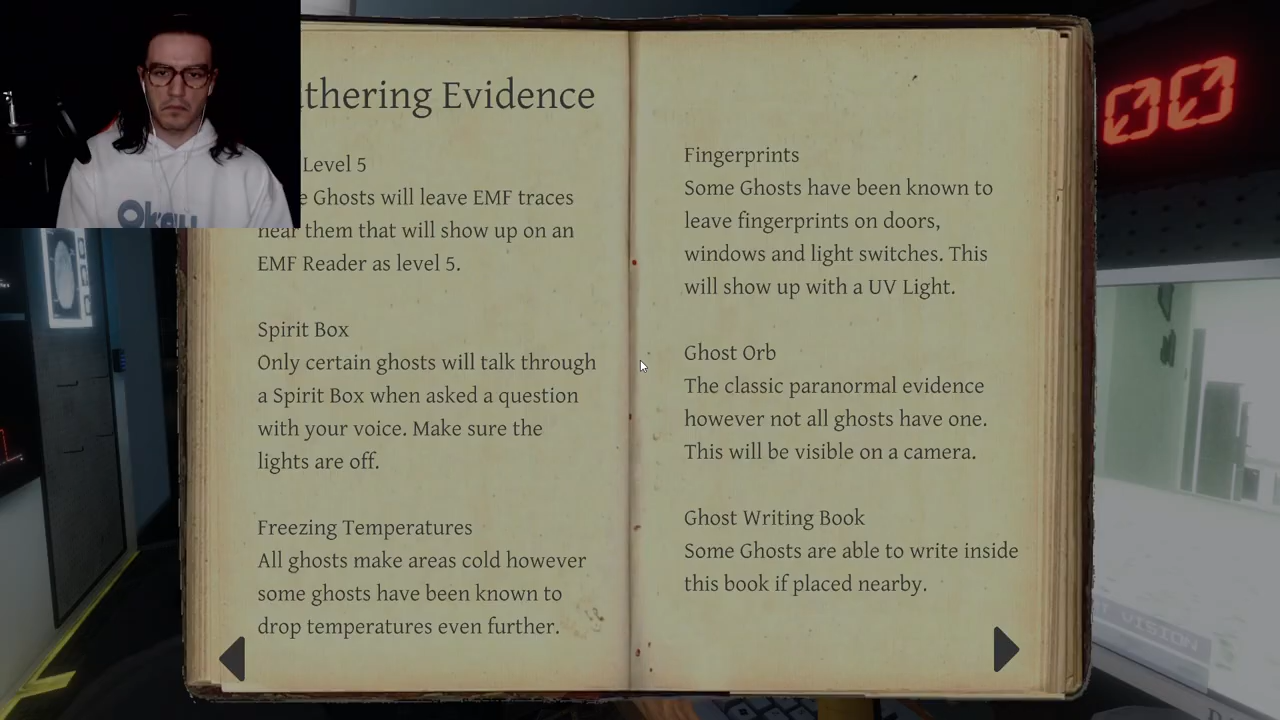 thering Evidence
Level 5
Ghosts will leave EMF traces
near them that will show up on an
EMF Reader as level 5.
Spirit Box
Only certain ghosts will talk through
a Spirit Box when asked a question
with your voice. Make sure the
lights are off.
Freezing Temperatures
All ghosts make areas cold however
some ghosts have been known to
drop temperatures even further.
Fingerprints
Some Ghosts have been known to
leave fingerprints on doors,
windows and light switches. This
will show up with a UV Light.
Ghost Orb
The classic paranormal evidence
however not all ghosts have one.
This will be visible on a camera.
Ghost Writing Book
Some Ghosts are able to write inside
this book if placed nearby.
00
VISION
Okay